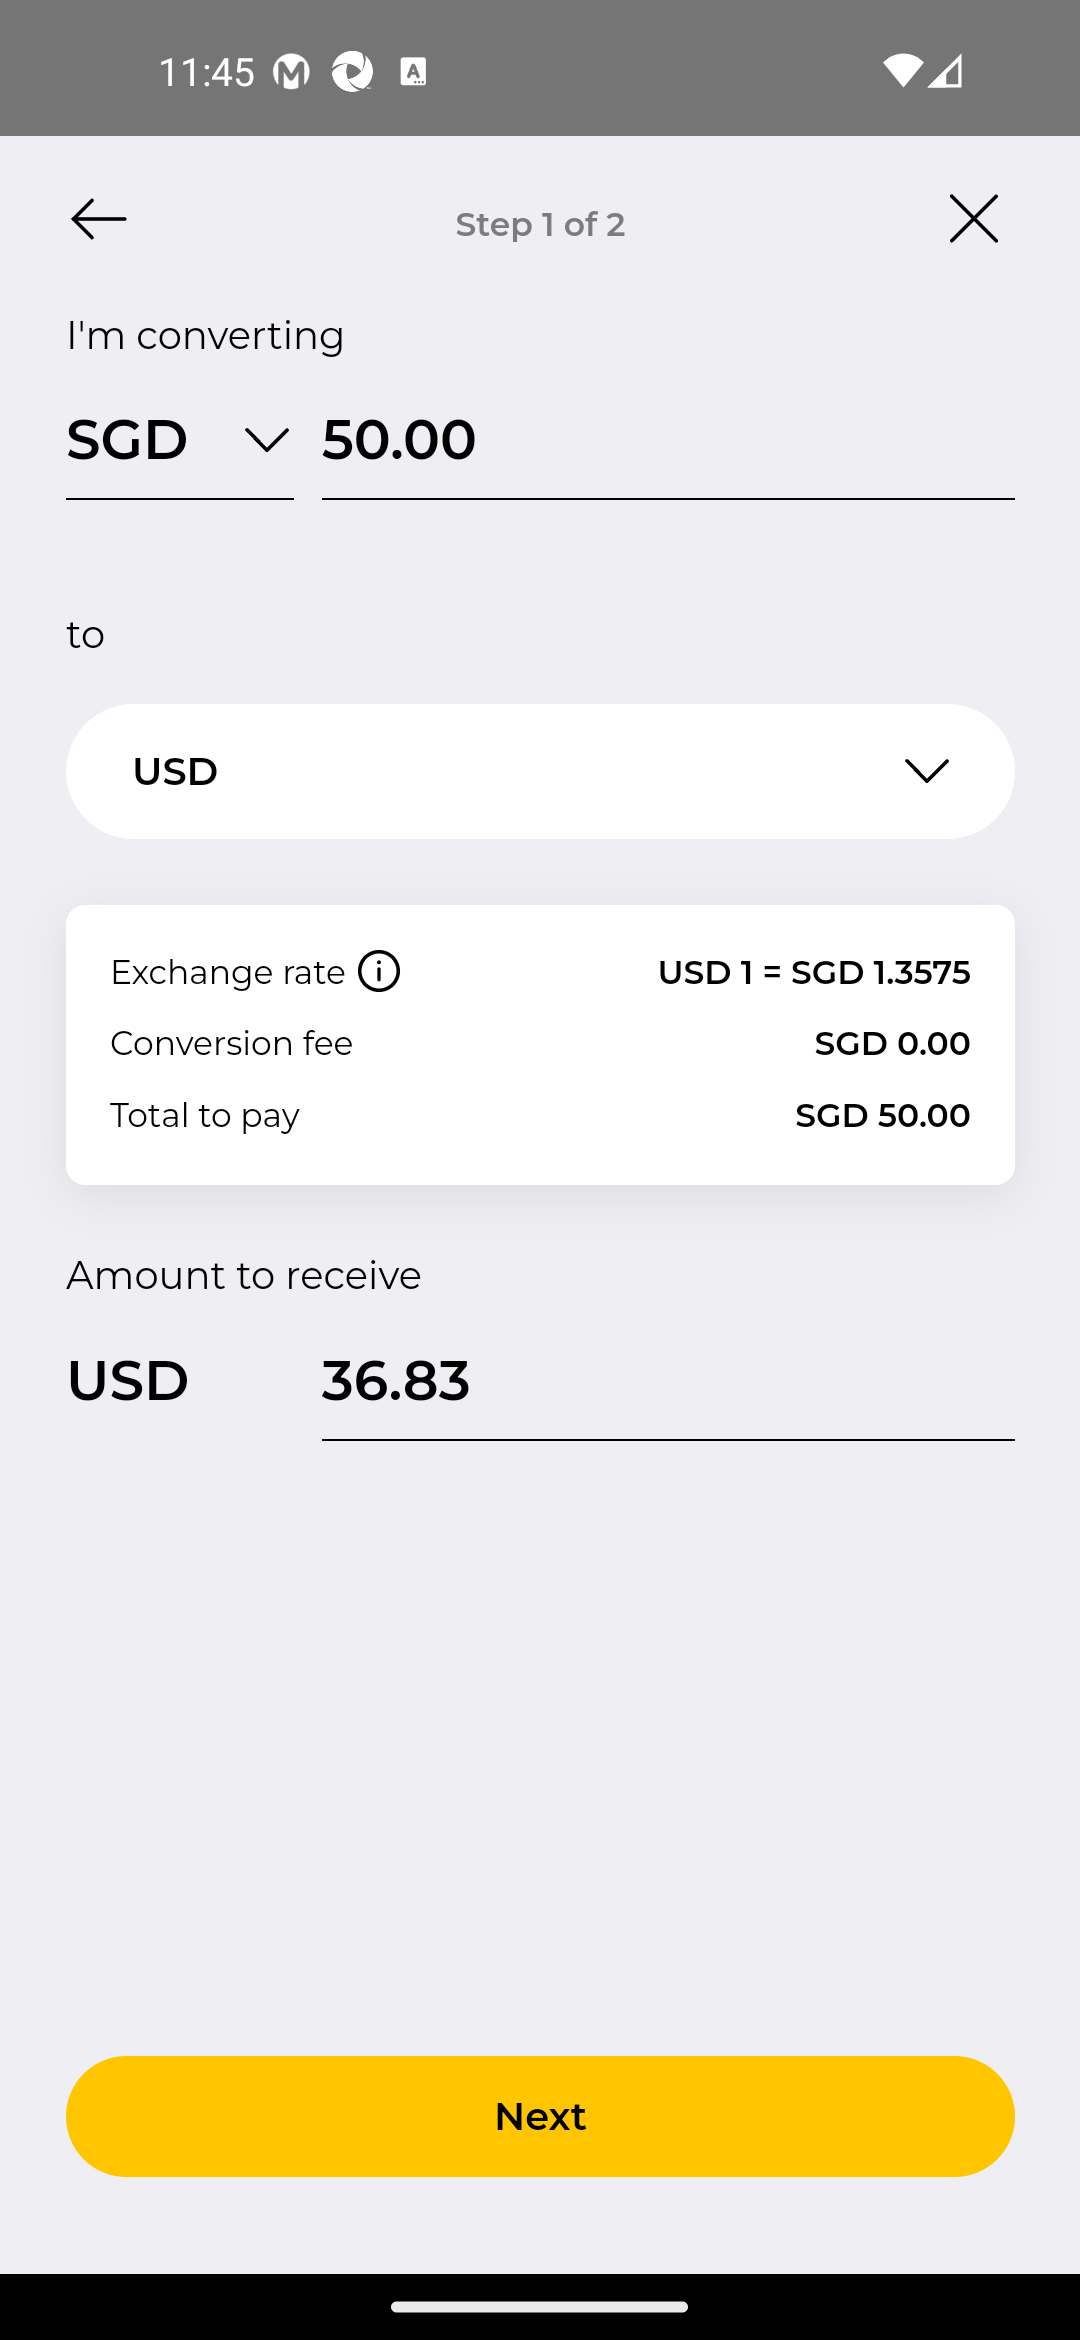 11:45
Step 1 of 2
I'm converting
SGD 50.00
to
USD
Exchange rate USD 1 = SGD 1.3575
Conversion fee SGD 0.00
Total to pay SGD 50.00
Amount to receive
USD 36.83
Next